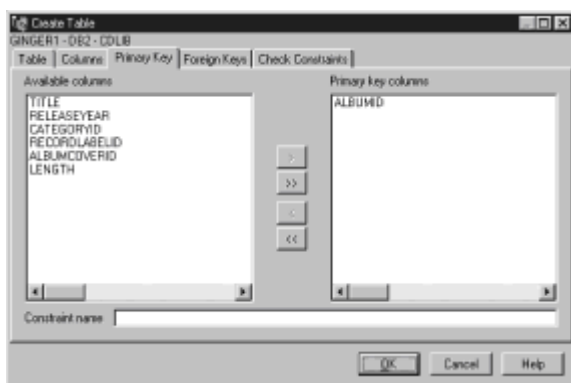 Create Table
GINGER1 - DB2 - CDLIB
Table Columns Primary Key Foreign Keys Check Constraints
Available columns
Primary key columns
TITLE
RELEASEYEAR
CATEGORYID
RECORDLABELID
ALBUMCOVERID
LENGTH
ALBUMID
>
>>
<
<<
Constraint name
OK Cancel Help